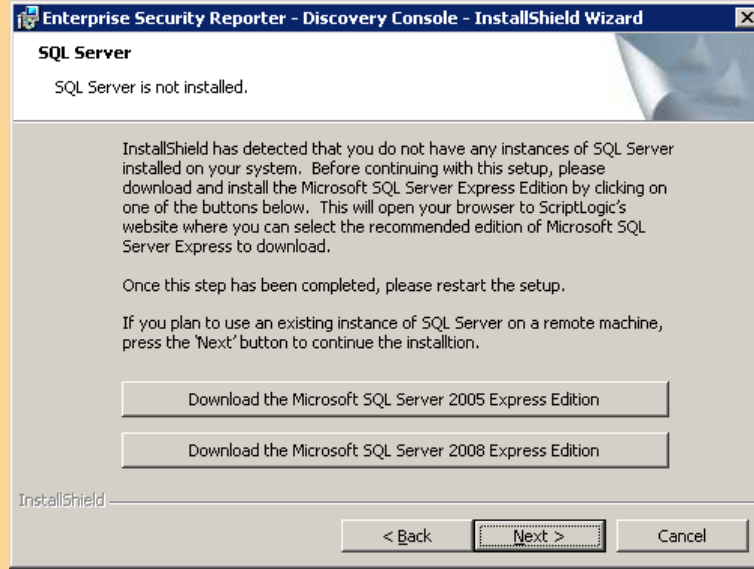 Enterprise Security Reporter - Discovery Console - InstallShield Wizard
SQL Server
SQL Server is not installed.
InstallShield has detected that you do not have any instances of SQL Server
installed on your system. Before continuing with this setup, please
download and install the Microsoft SQL Server Express Edition by clicking on
one of the buttons below. This will open your browser to ScriptLogic's
website where you can select the recommended edition of Microsoft SQL
Server Express to download.
Once this step has been completed, please restart the setup.
If you plan to use an existing instance of SQL Server on a remote machine,
press the 'Next' button to continue the installtion.
Download the Microsoft SQL Server 2005 Express Edition
Download the Microsoft SQL Server 2008 Express Edition
InstallShield
< Back Next > Cancel